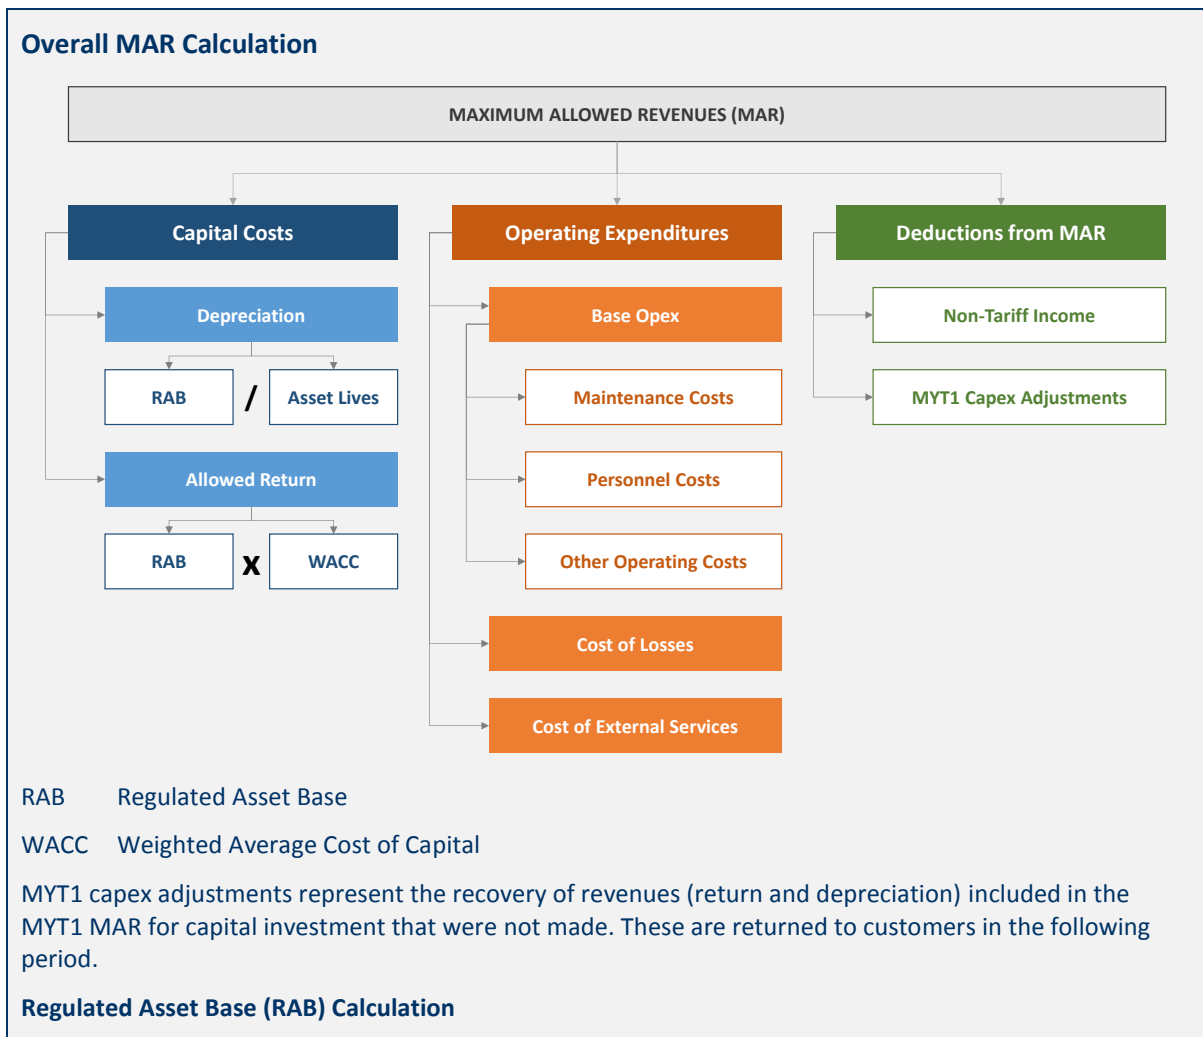 Overall MAR Calculation
MAXIMUM ALLOWED REVENUES (MAR)
Capital Costs
Depreciation
RAB / Asset Lives
Allowed Return
RAB x WACC
Operating Expenditures
Base Opex
Maintenance Costs
Personnel Costs
Other Operating Costs
Cost of Losses
Cost of External Services
Deductions from MAR
Non-Tariff Income
MYT1 Capex Adjustments
RAB Regulated Asset Base
WACC Weighted Average Cost of Capital
MYT1 capex adjustments represent the recovery of revenues (return and depreciation) included in the
MYT1 MAR for capital investment that were not made. These are returned to customers in the following
period.
Regulated Asset Base (RAB) Calculation